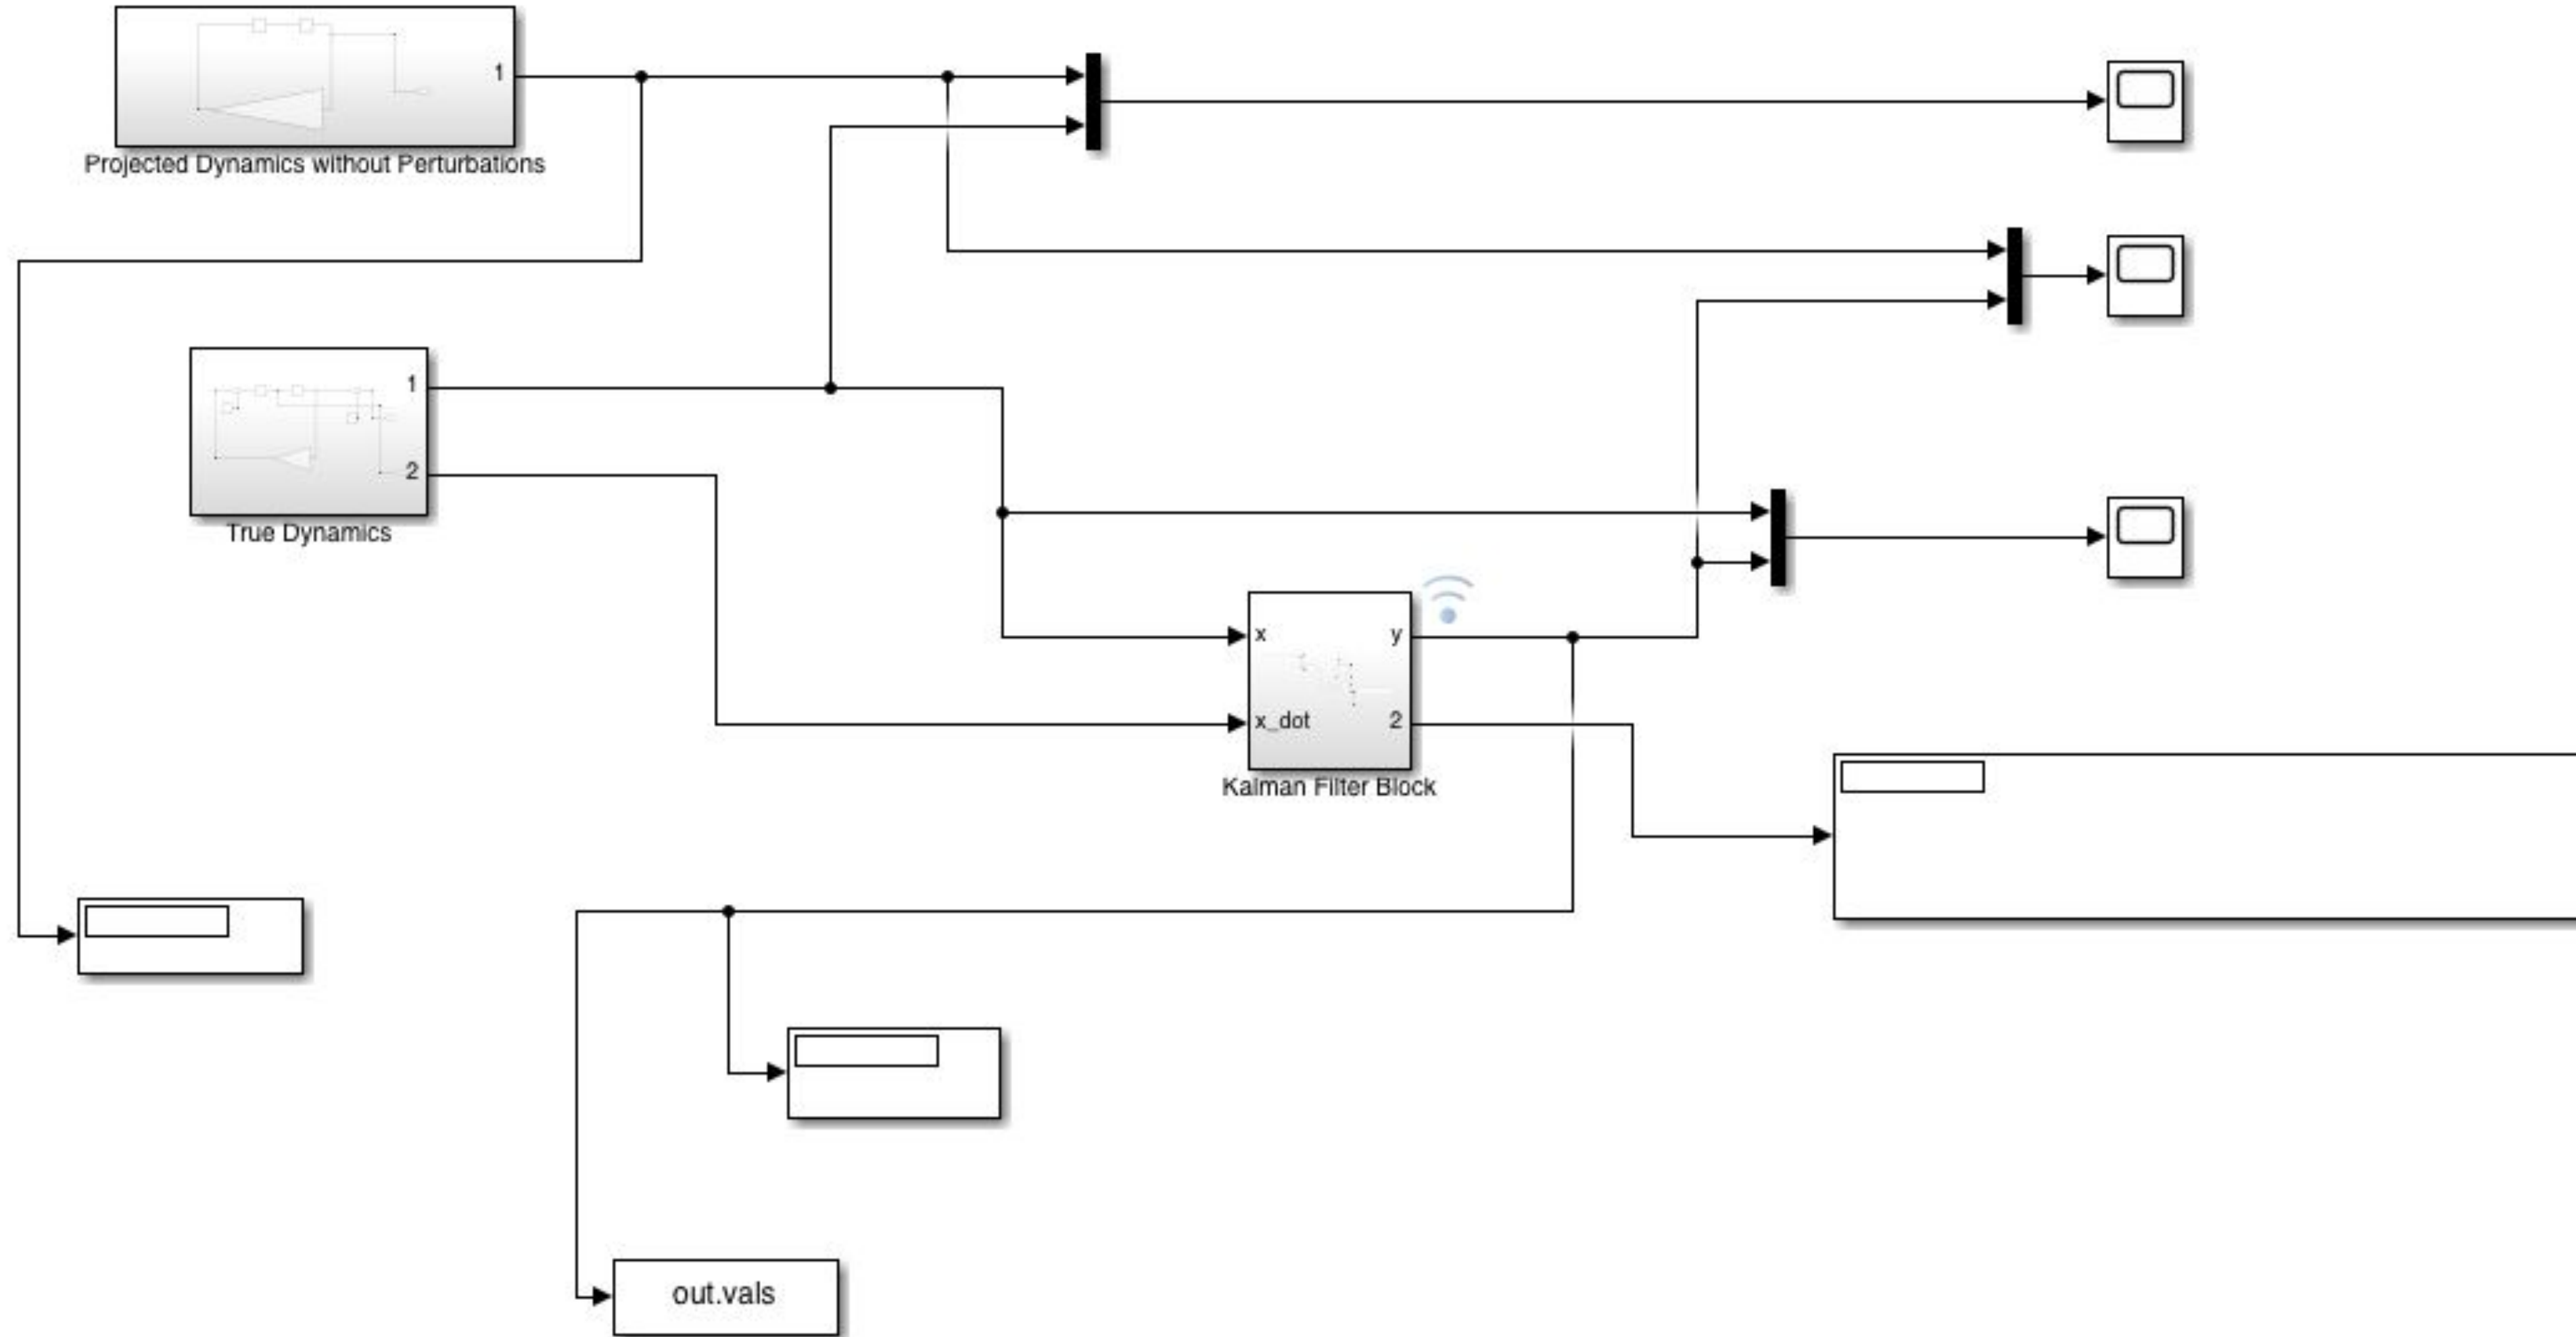 1
Projected Dynamics without Perturbations
1
2
True Dynamics
x
y
x_dot
2
Kalman Filter Block
out.vals